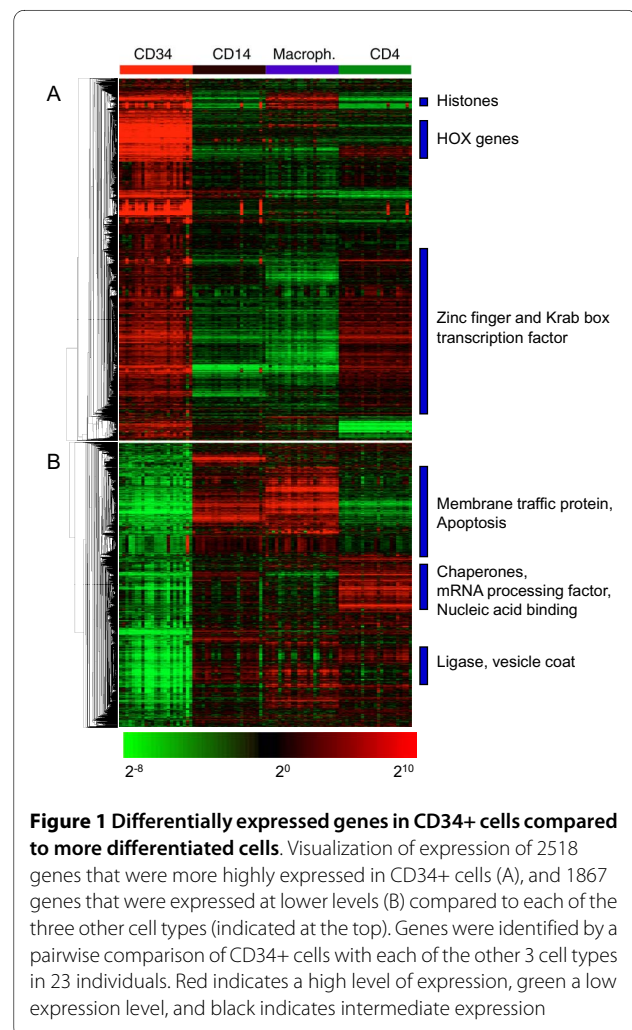 CD34 CD14 Macroph. CD4
A
Histones
HOX genes
Zinc finger and Krab box
transcription factor
B
Membrane traffic protein,
Apoptosis
Chaperones,
mRNA processing factor,
Nucleic acid binding
Ligase, vesicle coat
2⁻⁸ 2⁰ 2¹⁰
Figure 1 Differentially expressed genes in CD34+ cells compared
to more differentiated cells. Visualization of expression of 2518
genes that were more highly expressed in CD34+ cells (A), and 1867
genes that were expressed at lower levels (B) compared to each of the
three other cell types (indicated at the top). Genes were identified by a
pairwise comparison of CD34+ cells with each of the other 3 cell types
in 23 individuals. Red indicates a high level of expression, green a low
expression level, and black indicates intermediate expression